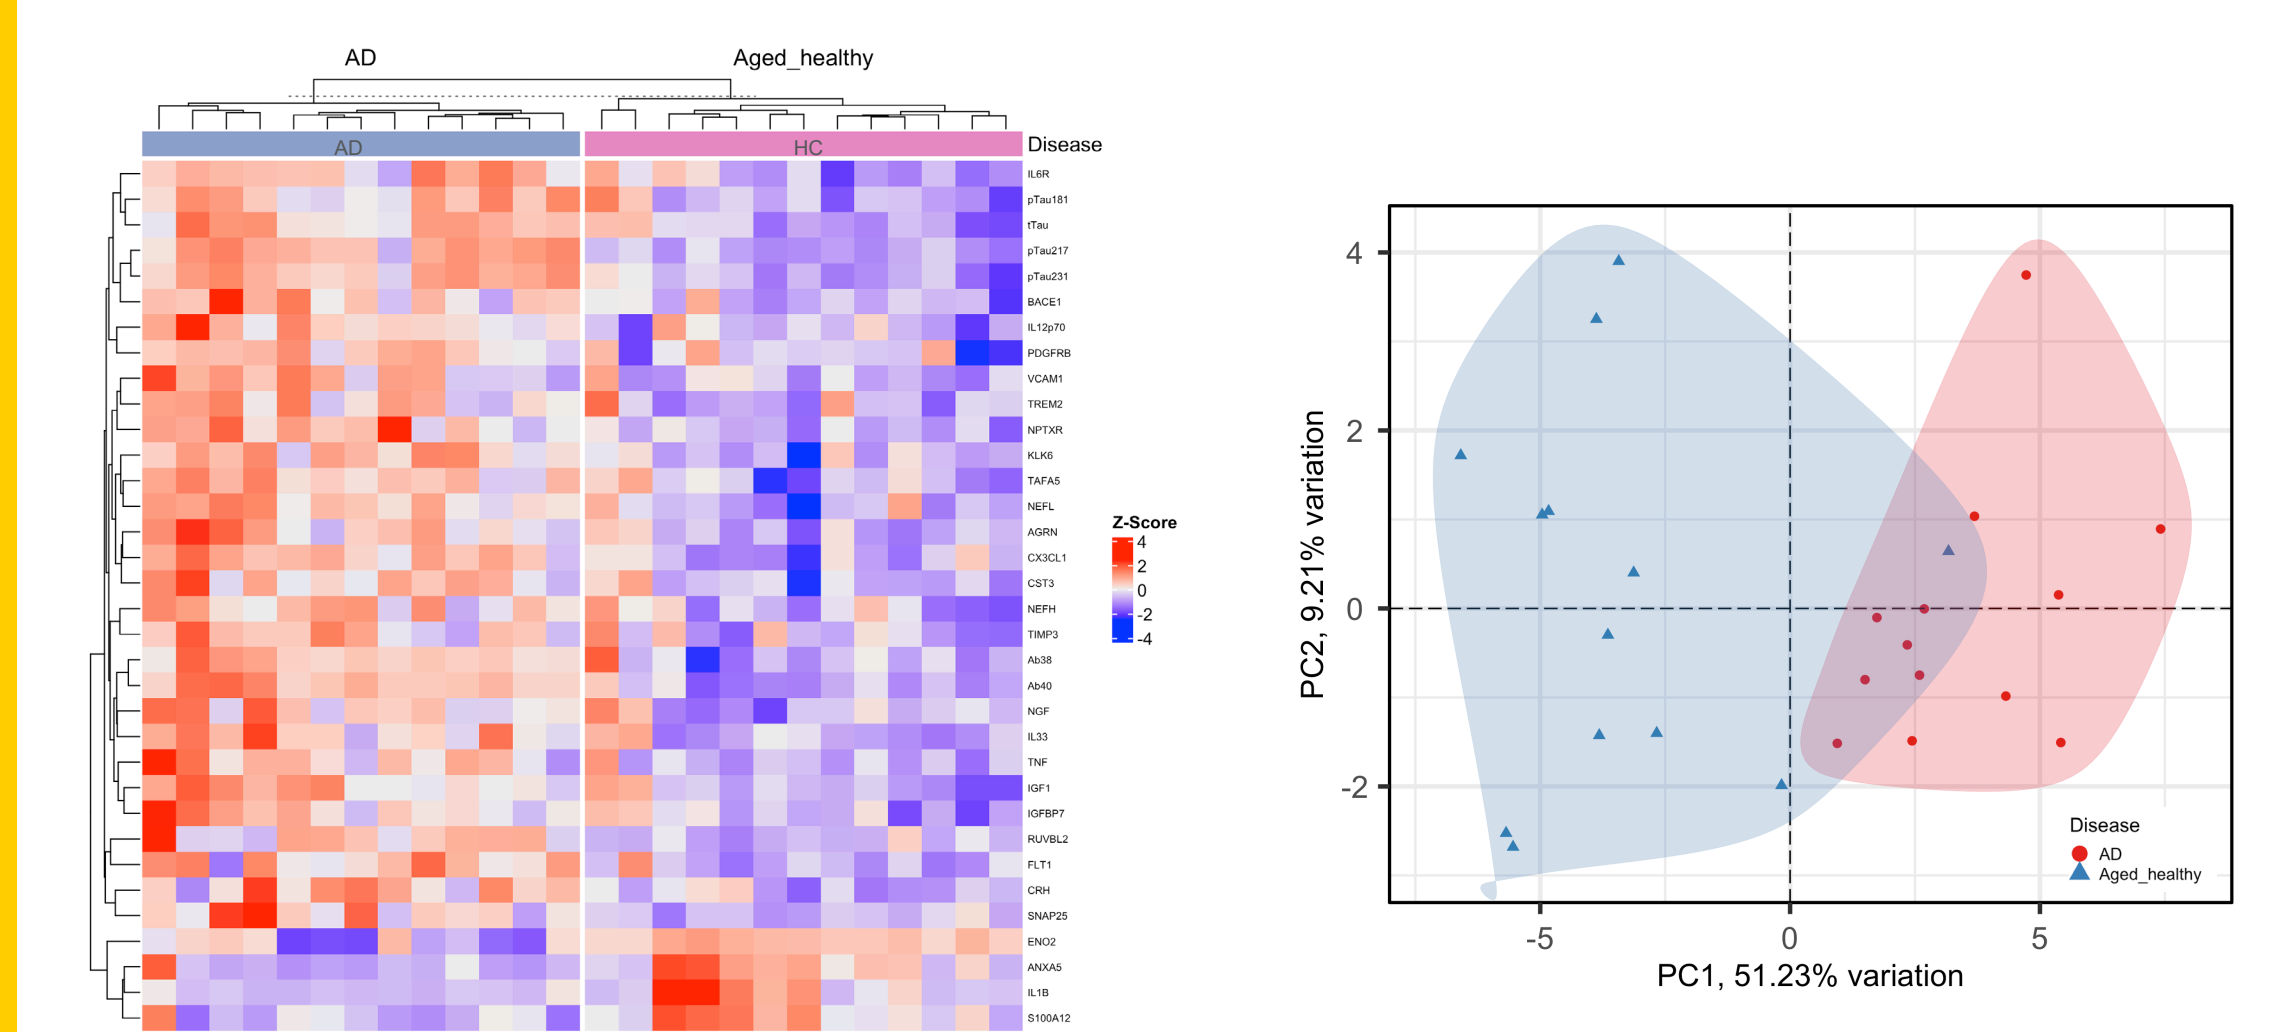 AD
Aged_healthy
AD
HC
Disease
IL6R
pTau181
tTau
pTau217
pTau231
BACE1
IL12p70
PDGFRB
VCAM1
TREM2
NPTXR
KLK6
TAFA5
NEFL
AGRN
CX3CL1
CST3
NEFH
TIMP3
Ab38
Ab40
NGF
IL33
TNF
IGF1
IGFBP7
RUVBL2
FLT1
CRH
SNAP25
ENO2
ANXA5
IL1B
S100A12
Z-Score
4
2
0
-2
-4
PC2, 9.21% variation
4
2
0
-2
-5
0
5
PC1, 51.23% variation
Disease
AD
Aged_healthy